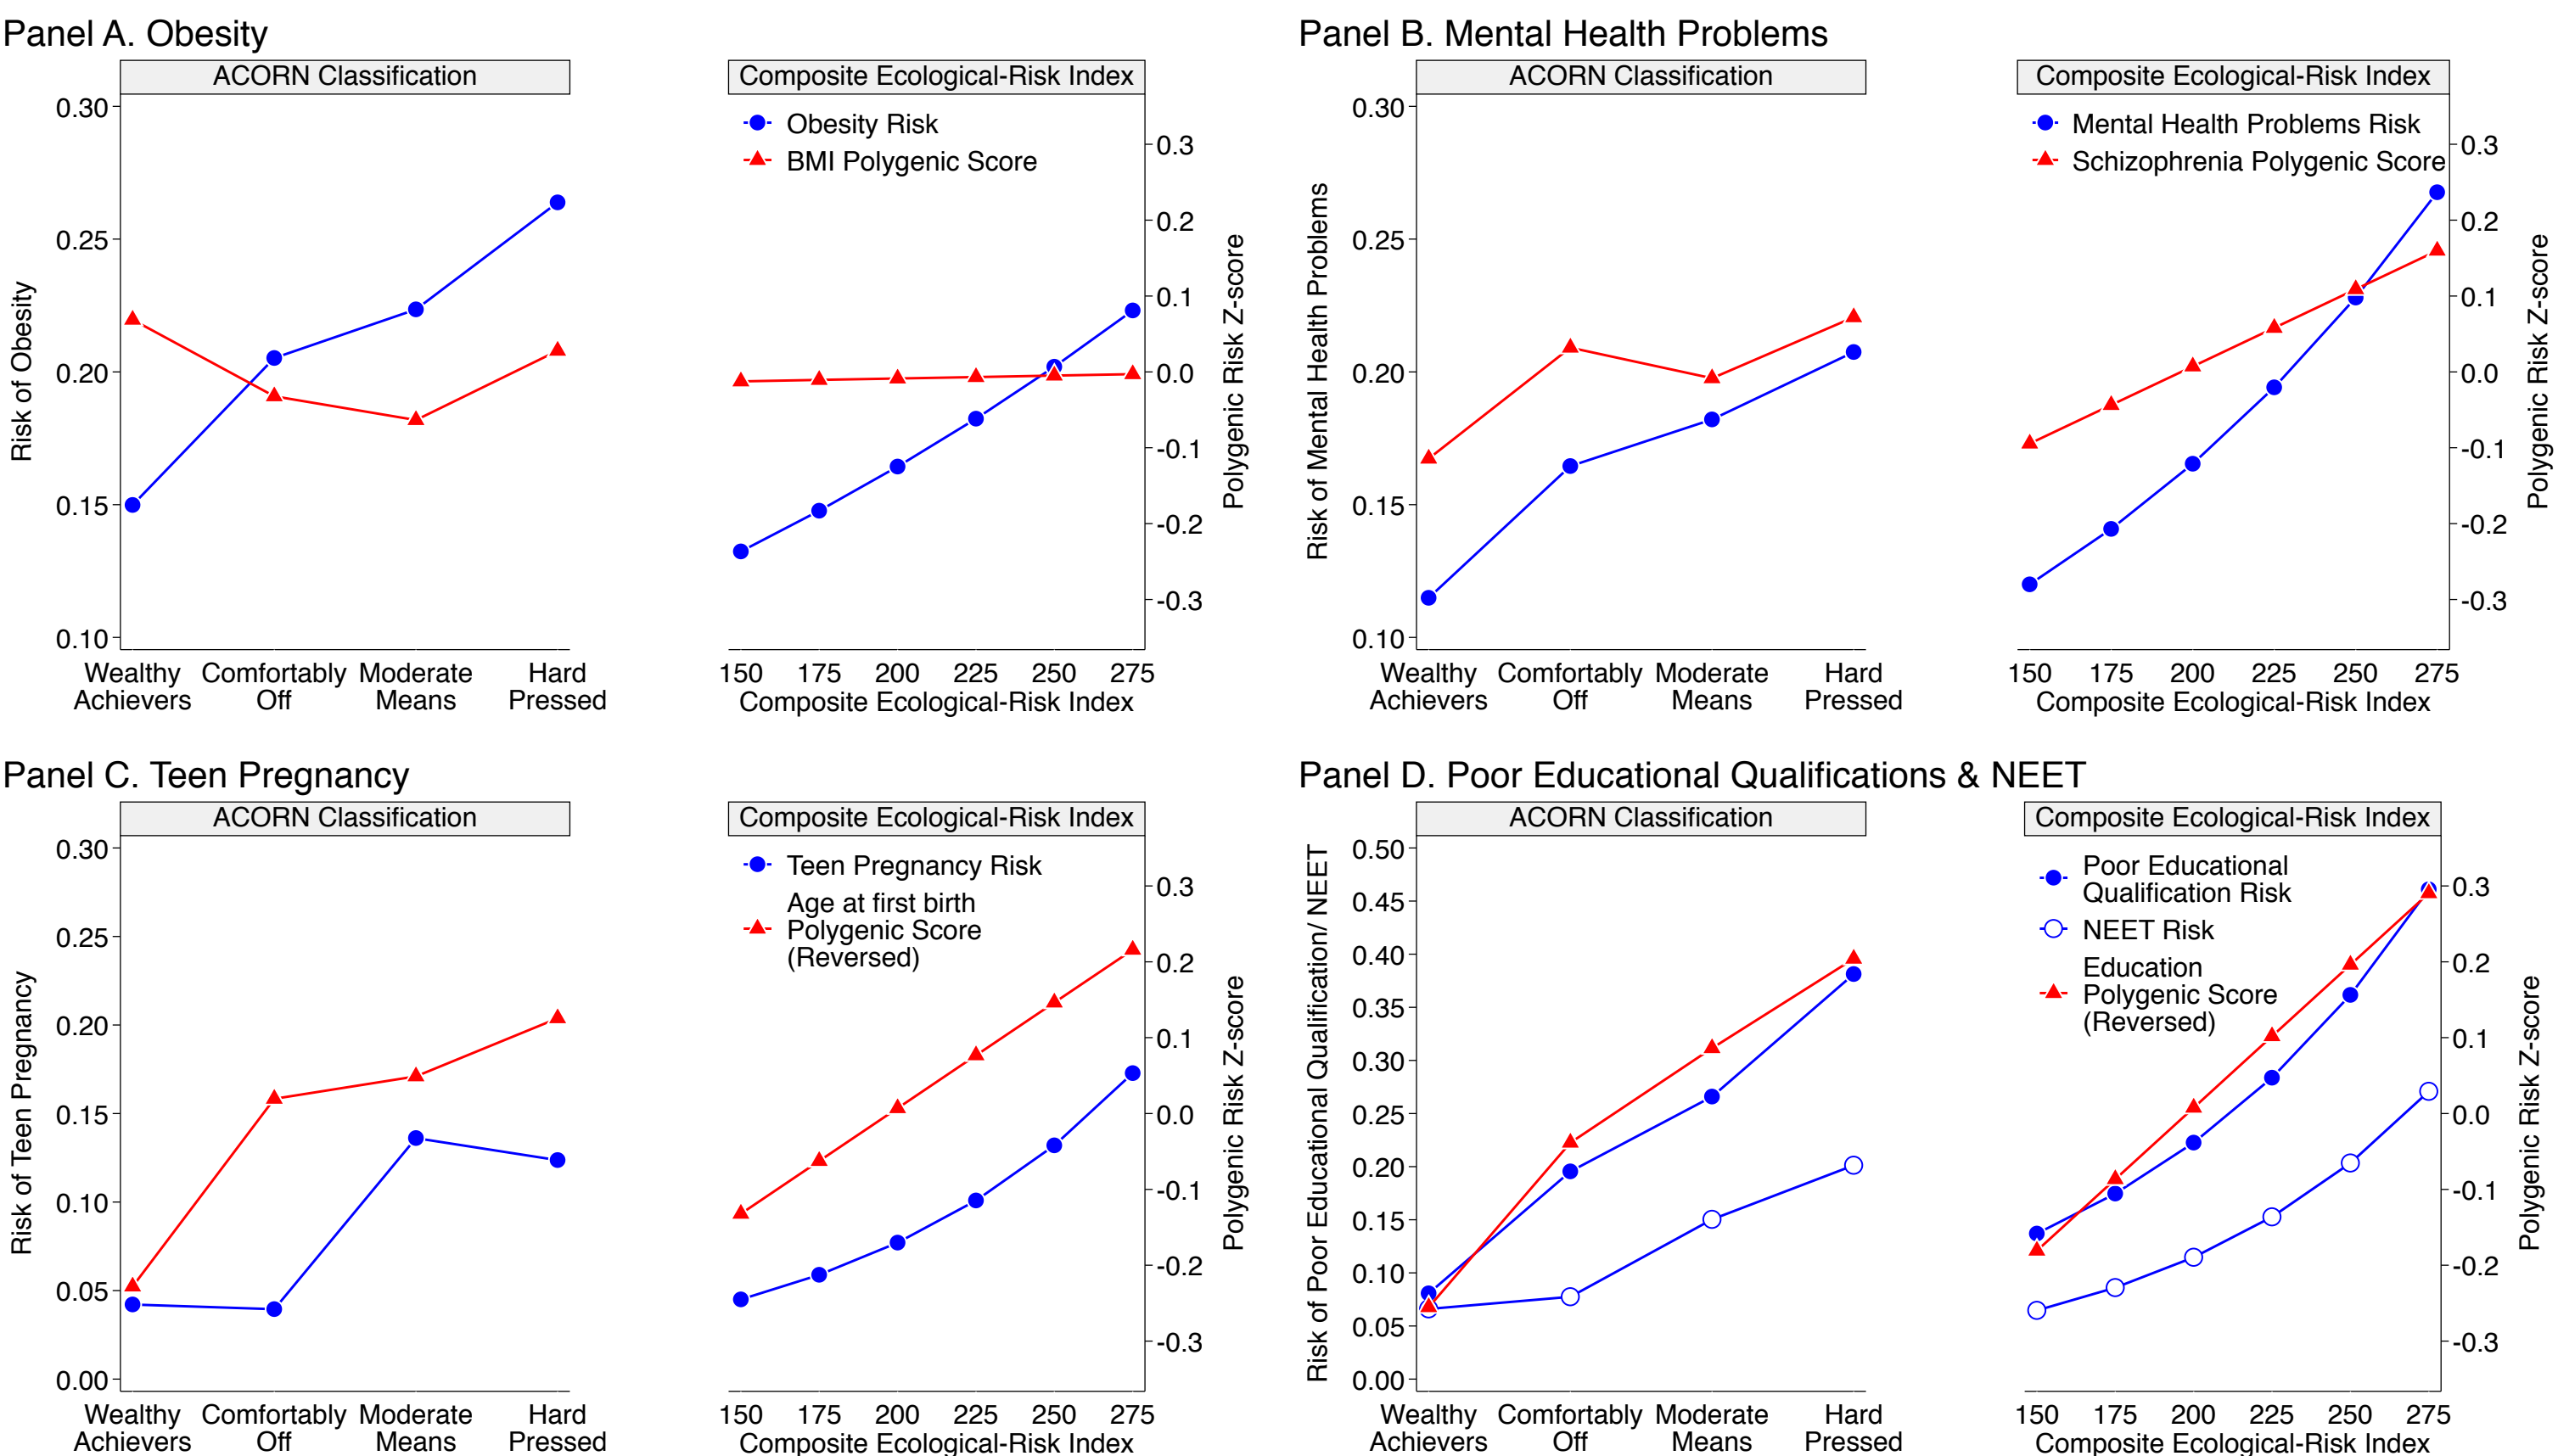 Panel A. Obesity
ACORN Classification
Composite Ecological-Risk Index
Risk of Obesity
0.30
0.25
0.20
0.15
0.10
Wealthy Achievers
Comfortably Off
Moderate Means
Hard Pressed
Obesity Risk
BMI Polygenic Score
0.3
0.2
0.1
0.0
-0.1
-0.2
-0.3
Polygenic Risk Z-score
150 175 200 225 250 275
Composite Ecological-Risk Index
Panel B. Mental Health Problems
ACORN Classification
Composite Ecological-Risk Index
Risk of Mental Health Problems
0.30
0.25
0.20
0.15
0.10
Wealthy Achievers
Comfortably Off
Moderate Means
Hard Pressed
Mental Health Problems Risk
Schizophrenia Polygenic Score
0.3
0.2
0.1
0.0
-0.1
-0.2
-0.3
Polygenic Risk Z-score
150 175 200 225 250 275
Composite Ecological-Risk Index
Panel C. Teen Pregnancy
ACORN Classification
Composite Ecological-Risk Index
Risk of Teen Pregnancy
0.30
0.25
0.20
0.15
0.10
0.05
0.00
Wealthy Achievers
Comfortably Off
Moderate Means
Hard Pressed
Teen Pregnancy Risk
Age at first birth
Polygenic Score
(Reversed)
0.3
0.2
0.1
0.0
-0.1
-0.2
-0.3
Polygenic Risk Z-score
150 175 200 225 250 275
Composite Ecological-Risk Index
Panel D. Poor Educational Qualifications & NEET
ACORN Classification
Composite Ecological-Risk Index
Risk of Poor Educational Qualification/ NEET
0.50
0.45
0.40
0.35
0.30
0.25
0.20
0.15
0.10
0.05
0.00
Wealthy Achievers
Comfortably Off
Moderate Means
Hard Pressed
Poor Educational
Qualification Risk
NEET Risk
Education
Polygenic Score
(Reversed)
0.3
0.2
0.1
0.0
-0.1
-0.2
-0.3
Polygenic Risk Z-score
150 175 200 225 250 275
Composite Ecological-Risk Index